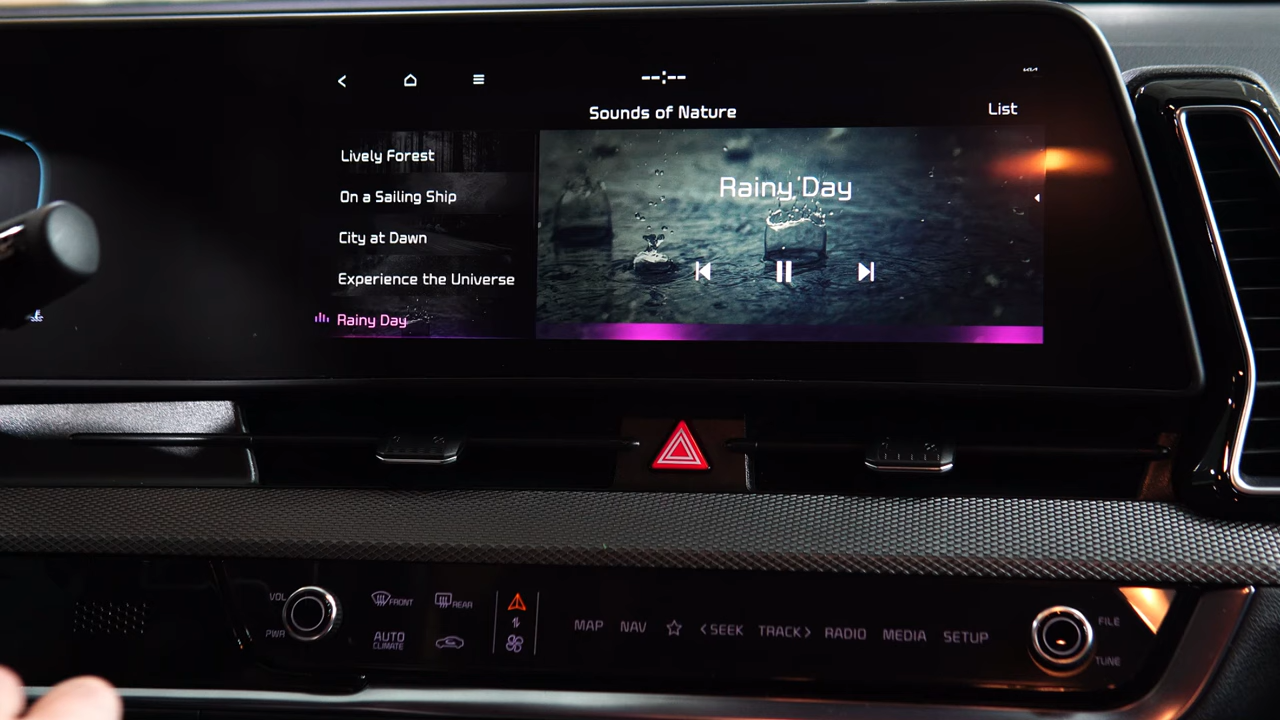 --:--
KIA
Sounds of Nature
List
Lively Forest
On a Sailing Ship
City at Dawn
Experience the Universe
Rainy Day
Rainy Day
VOL
PWR
FRONT
REAR
AUTO
CLIMATE
MAP
NAV
< SEEK
TRACK >
RADIO
MEDIA
SETUP
FILE
TUNE